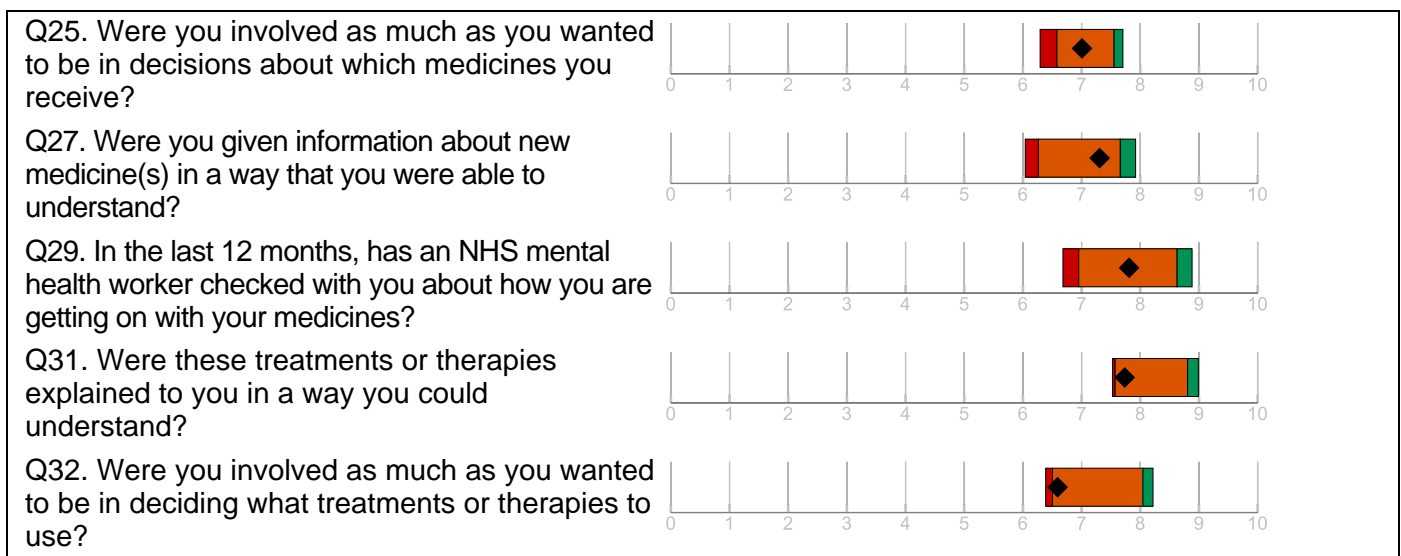 Q25. Were you involved as much as you wanted
to be in decisions about which medicines you
receive?
0 1 2 3 4 5 6 7 8 9 10
Q27. Were you given information about new
medicine(s) in a way that you were able to
understand?
0 1 2 3 4 5 6 7 8 9 10
Q29. In the last 12 months, has an NHS mental
health worker checked with you about how you are
getting on with your medicines?
0 1 2 3 4 5 6 7 8 9 10
Q31. Were these treatments or therapies
explained to you in a way you could
understand?
0 1 2 3 4 5 6 7 8 9 10
Q32. Were you involved as much as you wanted
to be in deciding what treatments or therapies to
use?
0 1 2 3 4 5 6 7 8 9 10